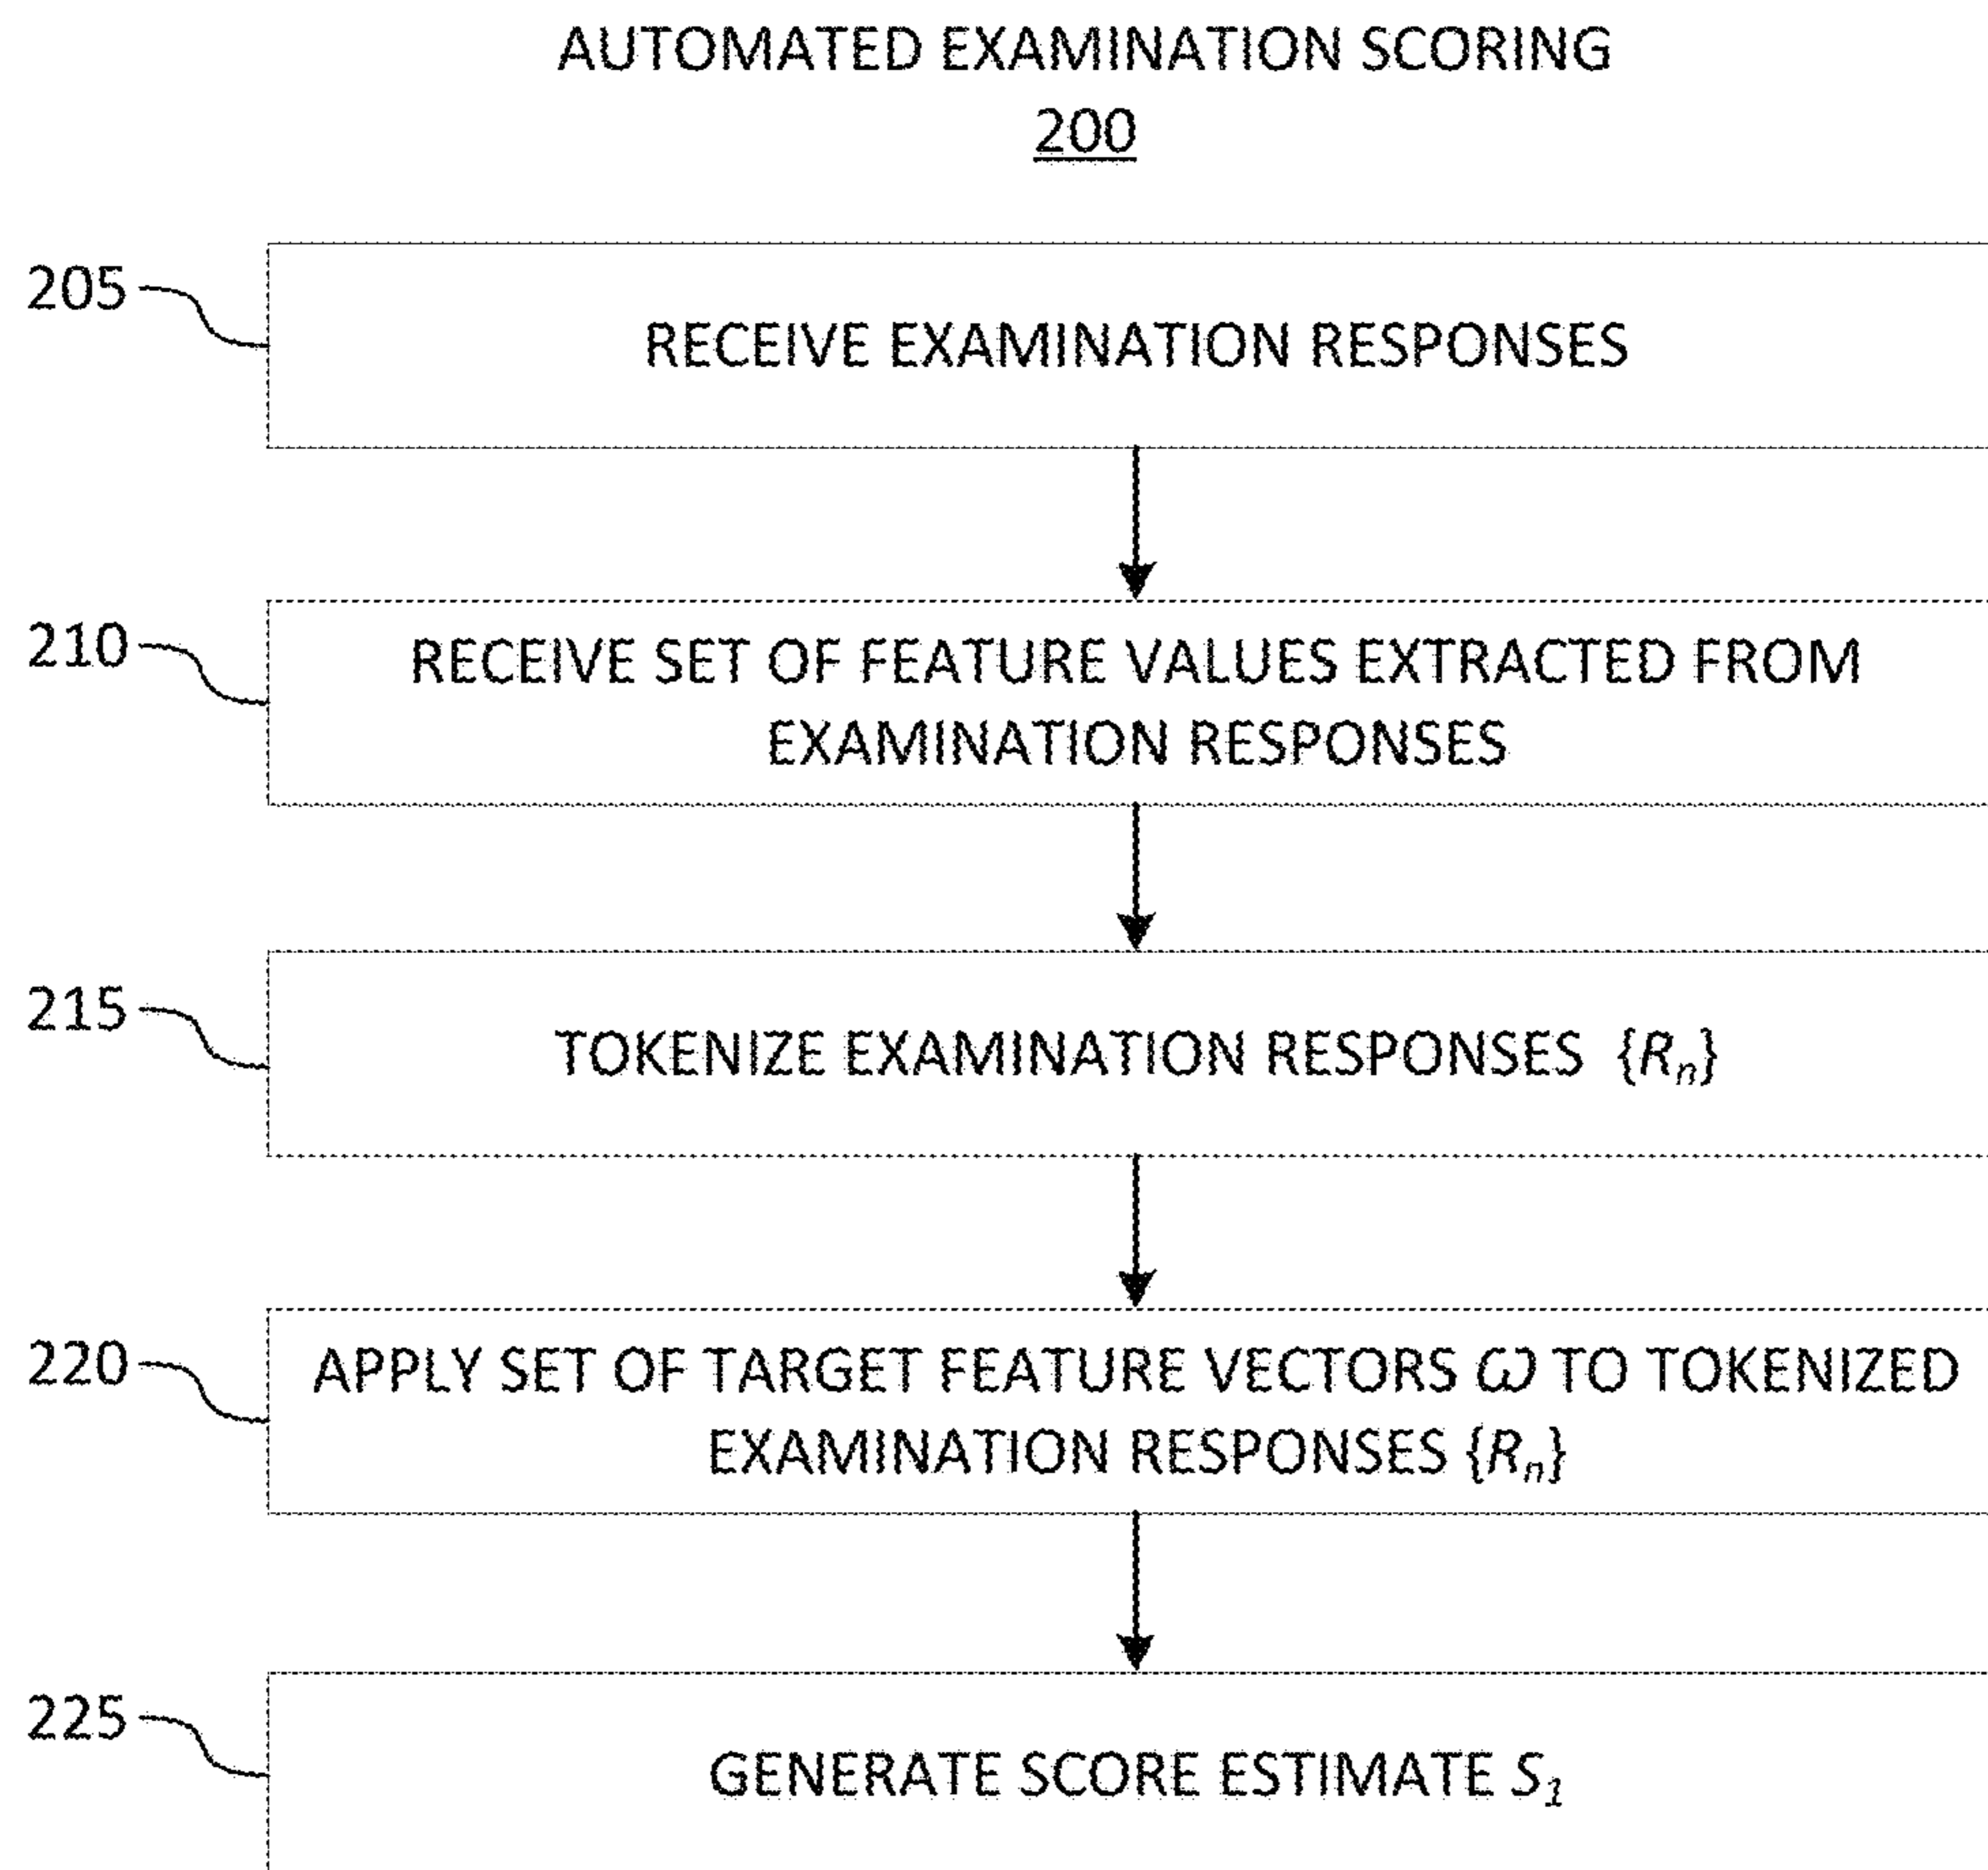 AUTOMATED EXAMINATION SCORING
200
205
RECEIVE EXAMINATION RESPONSES
210
RECEIVE SET OF FEATURE VALUES EXTRACTED FROM
EXAMINATION RESPONSES
215
TOKENIZE EXAMINATION RESPONSES {Rₙ}
220
APPLY SET OF TARGET FEATURE VECTORS ω TO TOKENIZED
EXAMINATION RESPONSES {Rₙ}
225
GENERATE SCORE ESTIMATE S₁